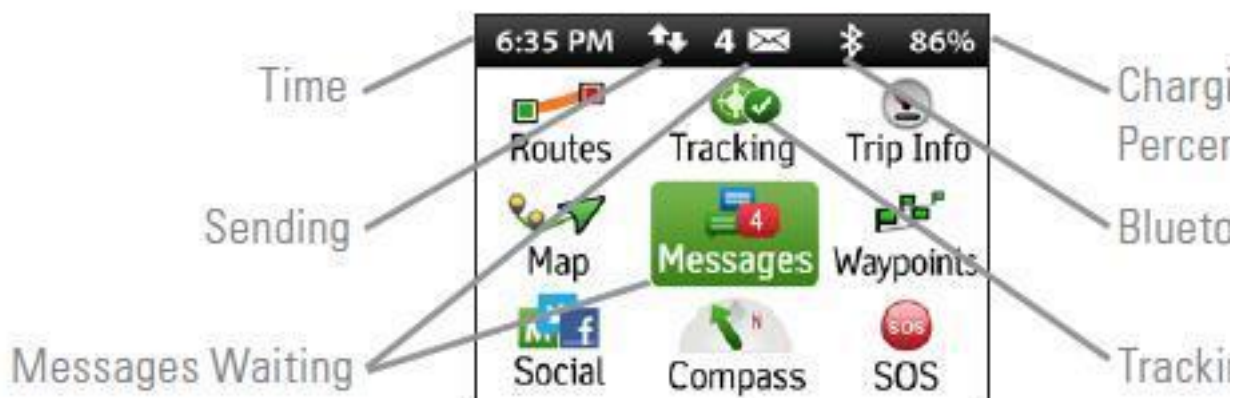 6:35 PM 4 86%
Time
Routes Tracking Trip Info
Sending
4
Map Messages Waypoints
N
M f SOS
Messages Waiting
Social Compass SOS